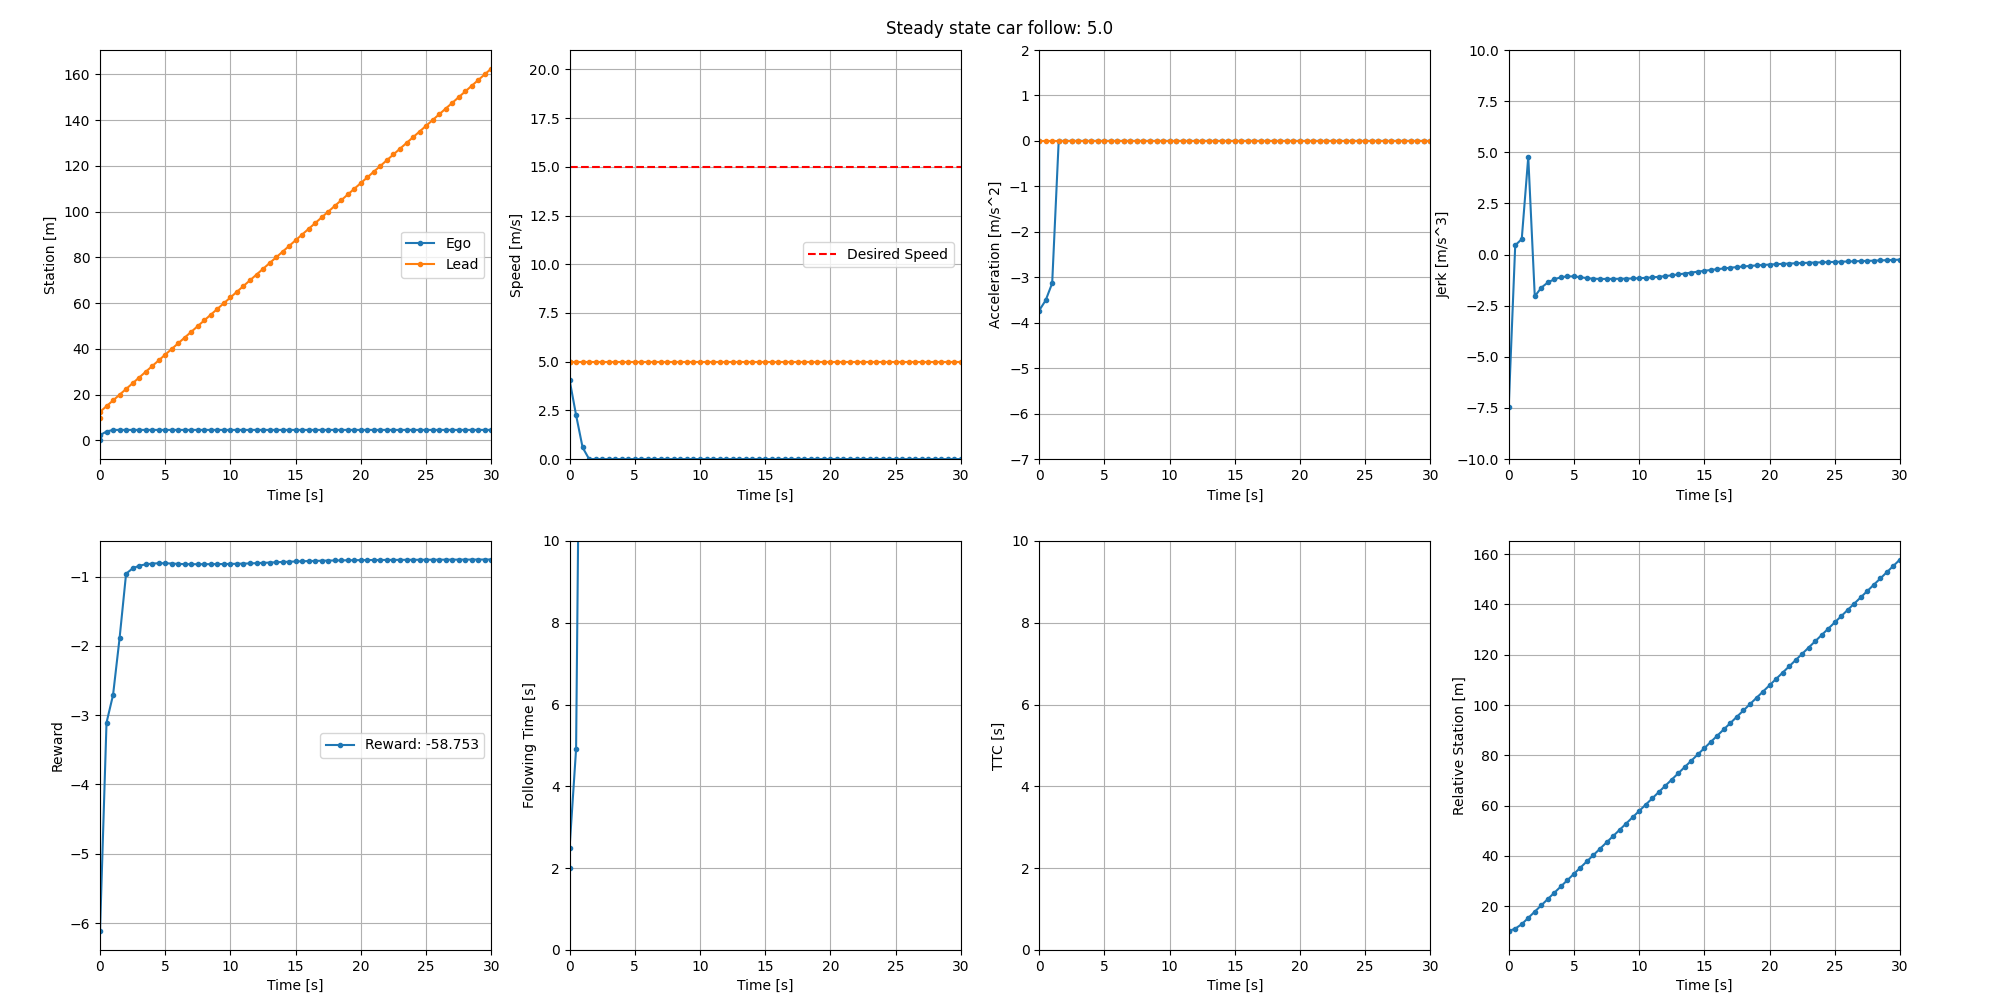 Steady state car follow: 5.0
Station [m]
160
140
120
100
80
60
40
20
0
Ego
Lead
0 5 10 15 20 25 30
Time [s]
Speed [m/s]
20.0
17.5
15.0
12.5
10.0
7.5
5.0
2.5
0.0
Desired Speed
0 5 10 15 20 25 30
Time [s]
Acceleration [m/s^2]
2
1
0
−1
−2
−3
−4
−5
−6
−7
0 5 10 15 20 25 30
Time [s]
Jerk [m/s^3]
10.0
7.5
5.0
2.5
0.0
−2.5
−5.0
−7.5
−10.0
0 5 10 15 20 25 30
Time [s]
Reward
−1
−2
−3
−4
−5
−6
Reward: -58.753
0 5 10 15 20 25 30
Time [s]
Following Time [s]
10
8
6
4
2
0
0 5 10 15 20 25 30
Time [s]
TTC [s]
10
8
6
4
2
0
0 5 10 15 20 25 30
Time [s]
Relative Station [m]
160
140
120
100
80
60
40
20
0 5 10 15 20 25 30
Time [s]